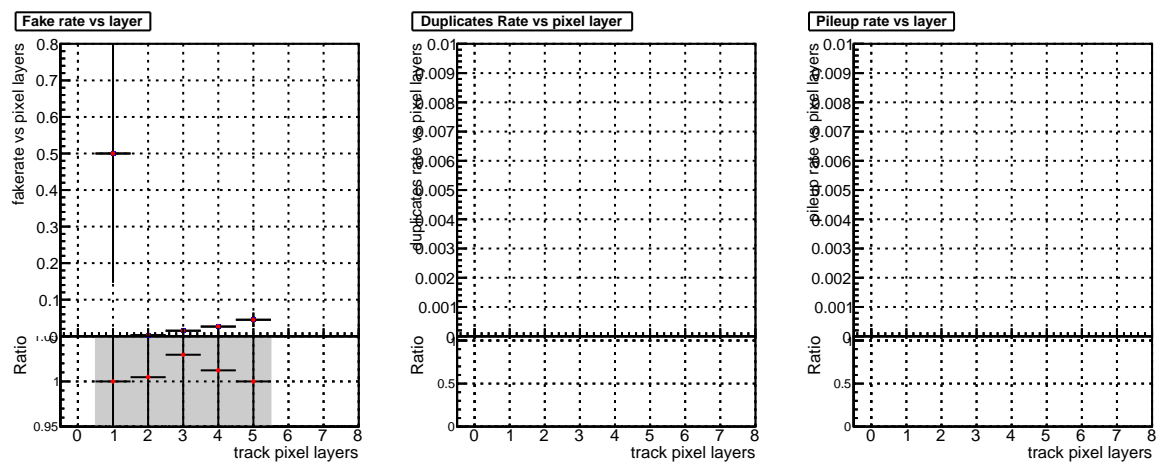 Fake rate vs layer
fakerate vs pixel layers
0.8
0.7
0.6
0.5
0.4
0.3
0.2
0.1
0
Ratio
1
0.95
0 1 2 3 4 5 6 7 8
track pixel layers
Duplicates Rate vs pixel layer
duplicates rate vs pixel layers
0.01
0.009
0.008
0.007
0.006
0.005
0.004
0.003
0.002
0.001
0
Ratio
1
0.5
0
0 1 2 3 4 5 6 7 8
track pixel layers
Pileup rate vs layer
pileup rate vs pixel layers
0.01
0.009
0.008
0.007
0.006
0.005
0.004
0.003
0.002
0.001
0
Ratio
1
0.5
0
0 1 2 3 4 5 6 7 8
track pixel layers